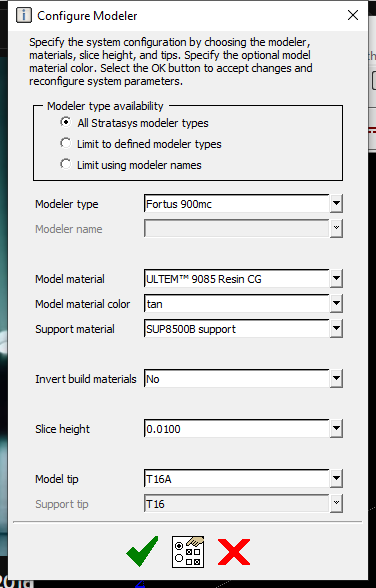 Configure Modeler
Specify the system configuration by choosing the modeler,
materials, slice height, and tips. Specify the optional model
material color. Select the OK button to accept changes and
reconfigure system parameters.
Modeler type availability
All Stratasys modeler types
Limit to defined modeler types
Limit using modeler names
Modeler type Fortus 900mc
Modeler name
Model material ULTEM™ 9085 Resin CG
Model material color tan
Support material SUP8500B support
Invert build materials No
Slice height 0.0100
Model tip T16A
Support tip T16